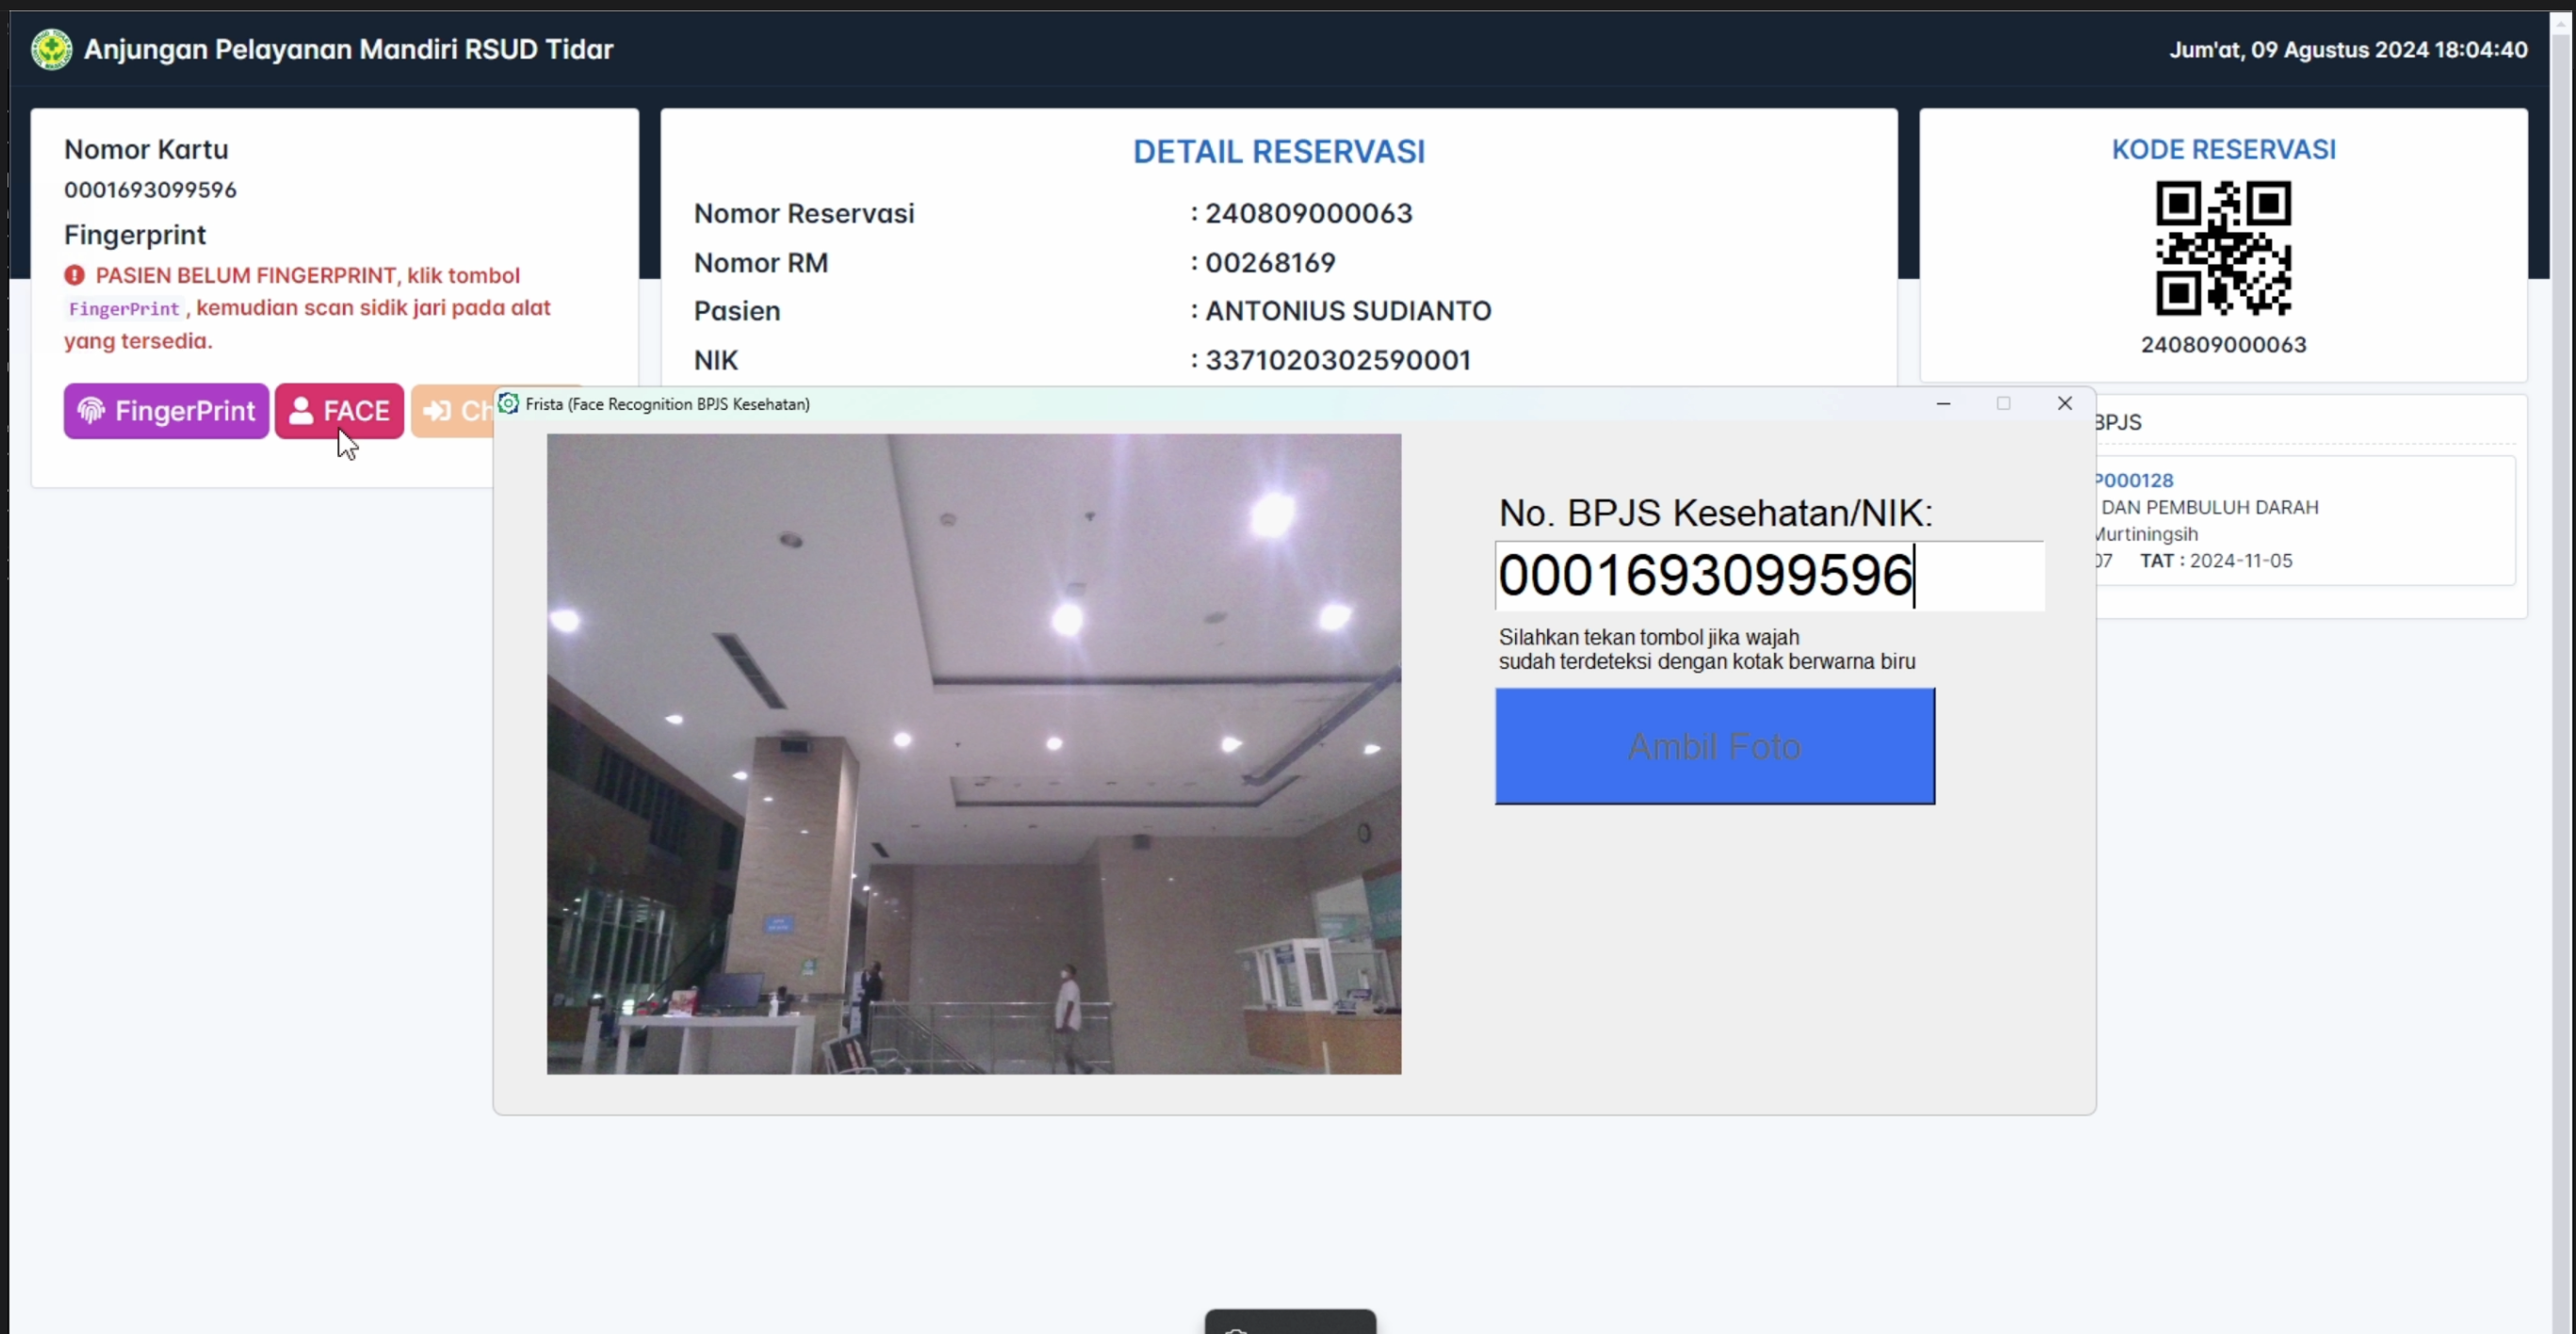 Anjungan Pelayanan Mandiri RSUD Tidar
Jum'at, 09 Agustus 2024 18:04:40
Nomor Kartu
0001693099596
Fingerprint
PASIEN BELUM FINGERPRINT, klik tombol
FingerPrint , kemudian scan sidik jari pada alat
yang tersedia.
FingerPrint
FACE
DETAIL RESERVASI
Nomor Reservasi : 240809000063
Nomor RM : 00268169
Pasien : ANTONIUS SUDIANTO
NIK : 3371020302590001
KODE RESERVASI
240809000063
BPJS
P000128
DAN PEMBULUH DARAH
Murtiningsih
07 TAT : 2024-11-05
Frista (Face Recognition BPJS Kesehatan)
No. BPJS Kesehatan/NIK:
0001693099596
Silahkan tekan tombol jika wajah
sudah terdeteksi dengan kotak berwarna biru
Ambil Foto